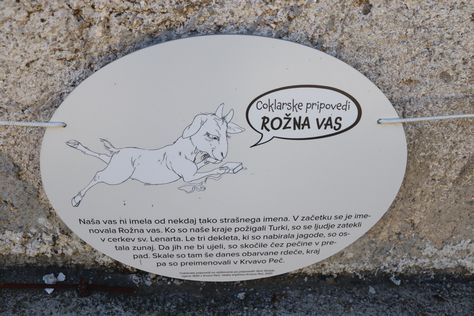 Coklarske pripovedi
ROŽNA VAS
Naša vas ni imela od nekdaj tako strašnega imena. V začetku se je ime-
novala Rožna vas. Ko so naše kraje požigali Turki, so se ljudje zatekli
v cerkev sv. Lenarta. Le tri dekleta, ki so nabirala jagode, so os-
tala zunaj. Da jih ne bi ujeli, so skočile čez pečine v pre-
pad. Skale so tam še danes obarvane rdeče, kraj
pa so preimenovali v Krvavo Peč.